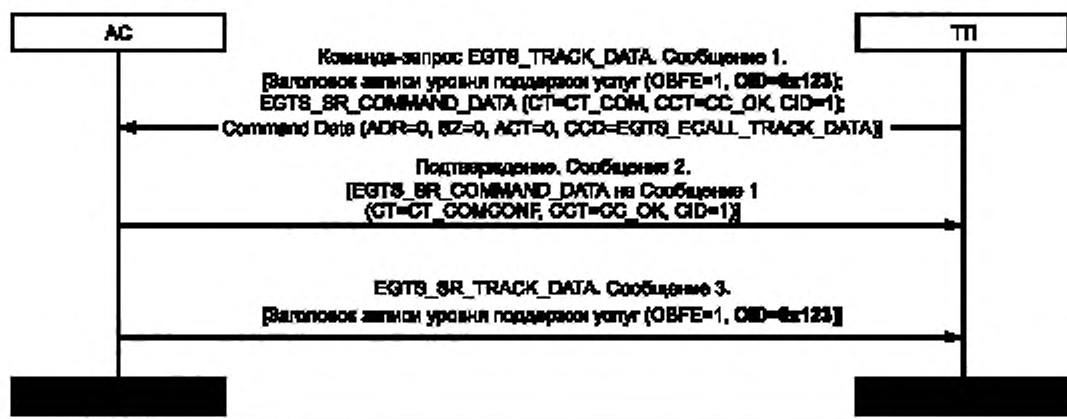 АС
ТП
Команда-запрос EGTS_TRACK_DATA. Сообщение 1.
[Заголовок записи уровня поддержки услуг (OBFE=1, OID=0x123);
EGTS_SR_COMMAND_DATA (CT=CT_COM, CCT=CC_OK, CID=1);
Command Data (ADR=0, SZ=0, ACT=0, CCD=EGTS_ECALL_TRACK_DATA)]
Подтверждение. Сообщение 2.
[EGTS_SR_COMMAND_DATA на Сообщение 1
(CT=CT_COMCONF, CCT=CC_OK, CID=1)]
EGTS_SR_TRACK_DATA. Сообщение 3.
[Заголовок записи уровня поддержки услуг (OBFE=1, OID=0x123)]